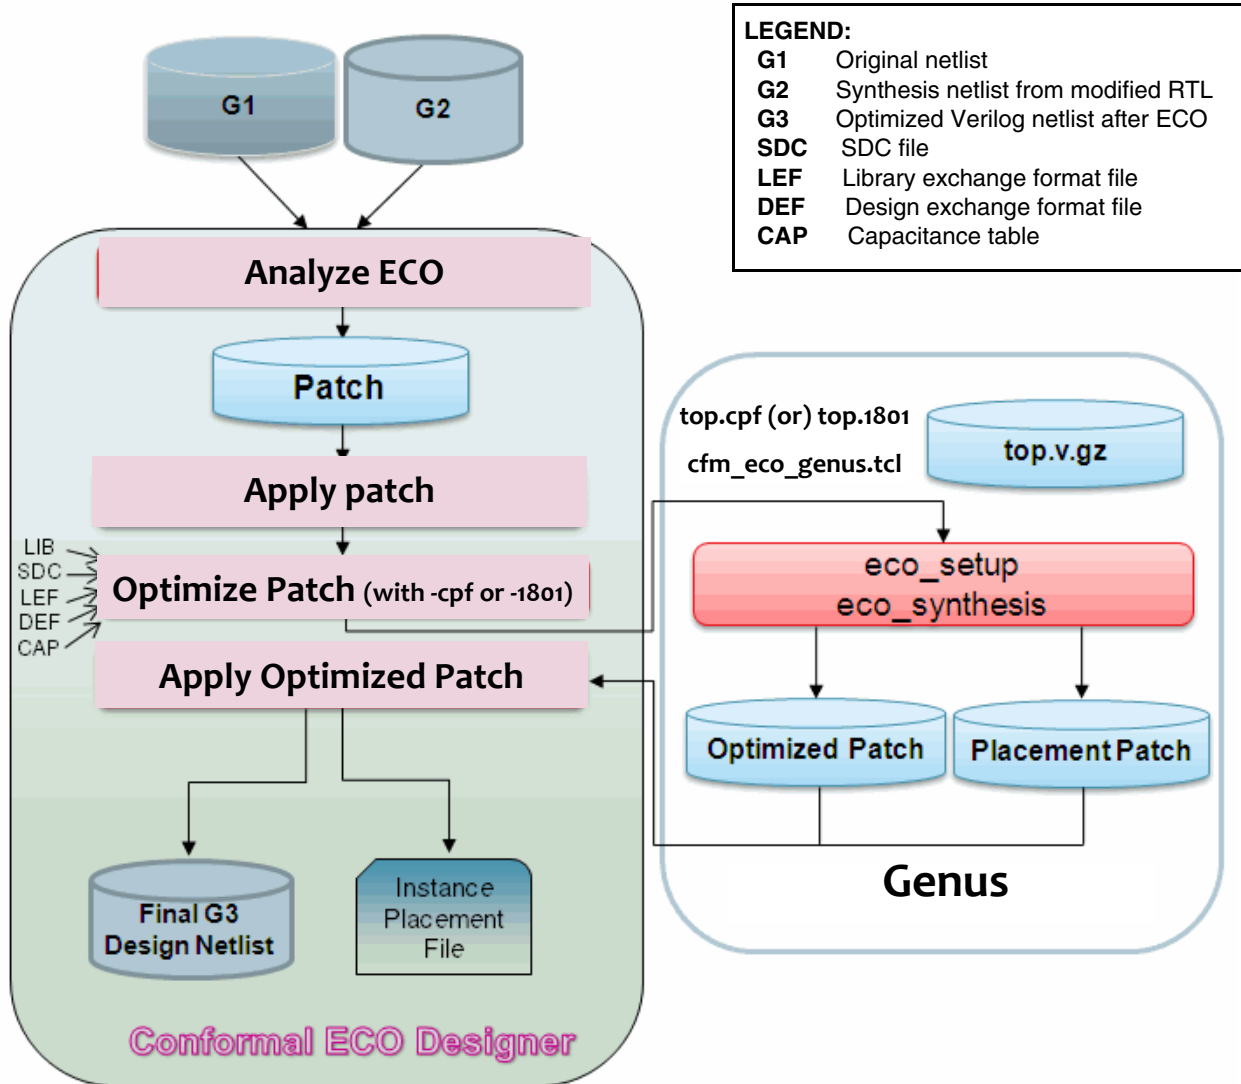 LEGEND:
G1 Original netlist
G2 Synthesis netlist from modified RTL
G3 Optimized Verilog netlist after ECO
SDC SDC file
LEF Library exchange format file
DEF Design exchange format file
CAP Capacitance table
G1
G2
Analyze ECO
Patch
Apply patch
LIB
SDC
LEF
DEF
CAP
Optimize Patch (with -cpf or -1801)
Apply Optimized Patch
Final G3
Design Netlist
Instance
Placement
File
Conformal ECO Designer
top.cpf (or) top.1801
cfm_eco_genus.tcl
top.v.gz
eco_setup
eco_synthesis
Optimized Patch
Placement Patch
Genus